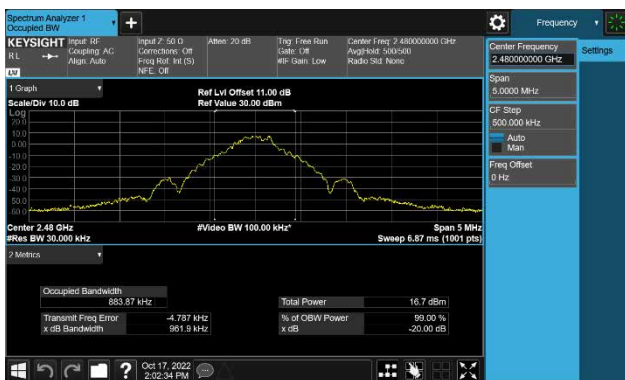 Spectrum Analyzer 1
Occupied BW
Frequency
KEYSIGHT
Input: RF
Coupling: AC
Align: Auto
Input Z: 50 Ω
Corrections: Off
Freq Ref: Int (S)
NFE: Off
Atten: 20 dB
Trig: Free Run
Gate: Off
#IF Gain: Low
Center Freq: 2.480000000 GHz
Avg|Hold: 500/500
Radio Std: None
RL
LXI
Center Frequency
2.480000000 GHz
Settings
Span
5.0000 MHz
CF Step
500.000 kHz
Auto
Man
Freq Offset
0 Hz
1 Graph
Scale/Div 10.0 dB
Ref Lvl Offset 11.00 dB
Ref Value 30.00 dBm
Log
20.0
10.0
0.00
-10.0
-20.0
-30.0
-40.0
-50.0
-60.0
Center 2.48 GHz
#Res BW 30.000 kHz
#Video BW 100.00 kHz*
Span 5 MHz
Sweep 6.87 ms (1001 pts)
2 Metrics
Occupied Bandwidth
883.87 kHz
Total Power 16.7 dBm
Transmit Freq Error -4.787 kHz
% of OBW Power 99.00 %
x dB Bandwidth 961.9 kHz
x dB -20.00 dB
?
Oct 17, 2022
2:02:34 PM